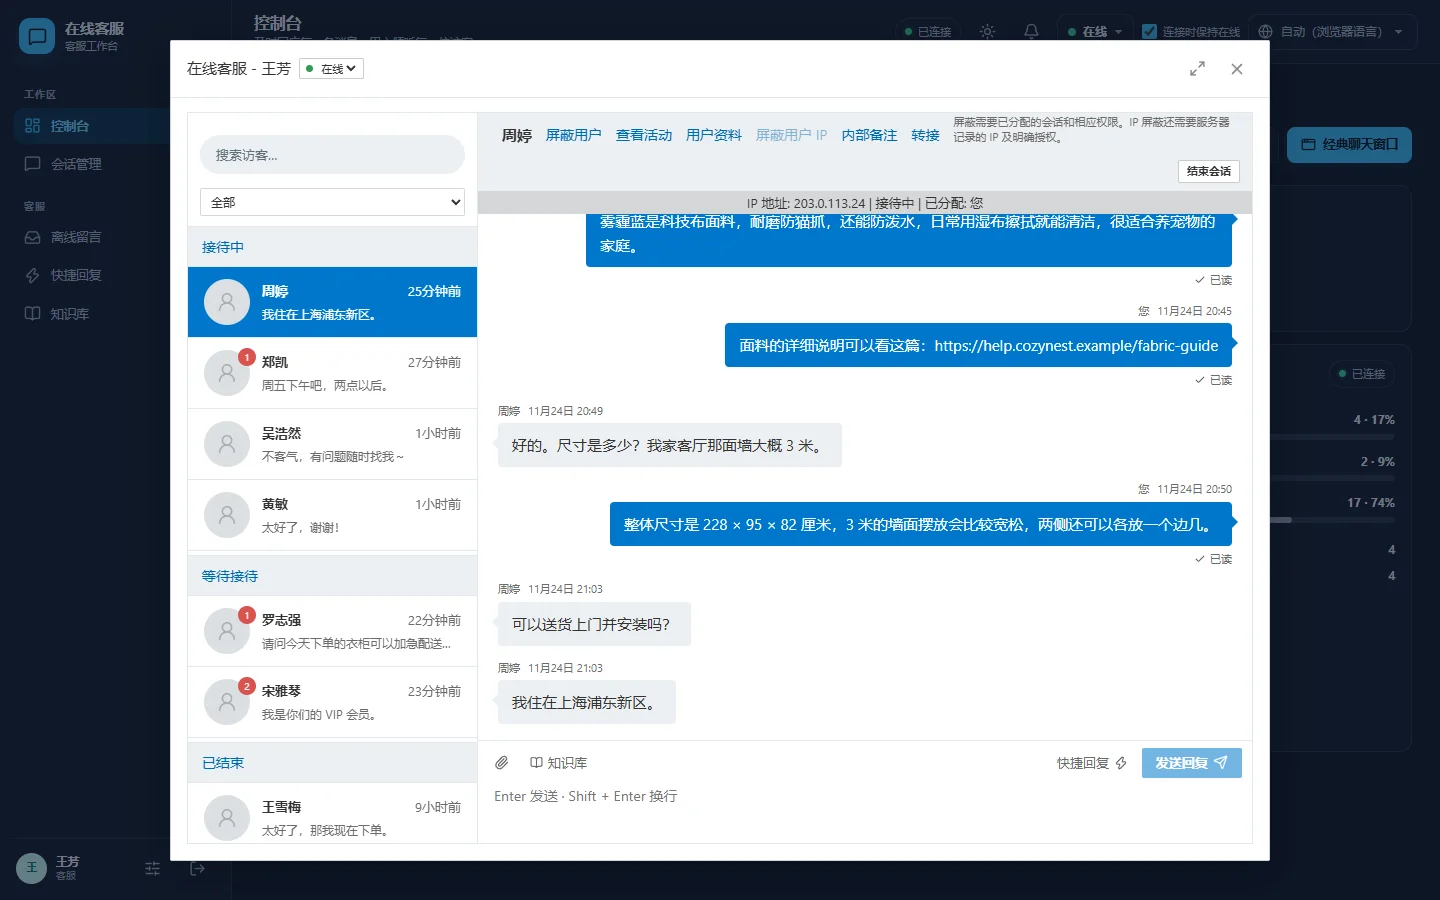 在线客服
客服工作台
控制台
已连接
在线
连接时保持在线
自动（浏览器语言）
工作区
控制台
会话管理
客服
离线留言
快捷回复
知识库
王
王芳
客服
经典聊天窗口
已连接
4 · 17%
2 · 9%
17 · 74%
4
4
在线客服 - 王芳
在线
搜索访客...
全部
接待中
周婷
25分钟前
我住在上海浦东新区。
1
郑凯
27分钟前
周五下午吧，两点以后。
吴浩然
1小时前
不客气，有问题随时找我～
黄敏
1小时前
太好了，谢谢！
等待接待
1
罗志强
22分钟前
请问今天下单的衣柜可以加急配送...
2
宋雅琴
23分钟前
我是你们的 VIP 会员。
已结束
王雪梅
9小时前
太好了，那我现在下单。
周婷 屏蔽用户 查看活动 用户资料 屏蔽用户 IP 内部备注 转接
屏蔽需要已分配的会话和相应权限。IP 屏蔽还需要服务器
记录的 IP 及明确授权。
结束会话
IP 地址: 203.0.113.24 | 接待中 | 已分配: 您
雾霾蓝是科技布面料，耐磨防猫抓，还能防泼水，日常用湿布擦拭就能清洁，很适合养宠物的
家庭。
已读
您 11月24日 20:45
面料的详细说明可以看这篇：https://help.cozynest.example/fabric-guide
已读
周婷 11月24日 20:49
好的。尺寸是多少？我家客厅那面墙大概 3 米。
您 11月24日 20:50
整体尺寸是 228 × 95 × 82 厘米，3 米的墙面摆放会比较宽松，两侧还可以各放一个边几。
已读
周婷 11月24日 21:03
可以送货上门并安装吗？
周婷 11月24日 21:03
我住在上海浦东新区。
知识库
快捷回复
发送回复
Enter 发送 · Shift + Enter 换行